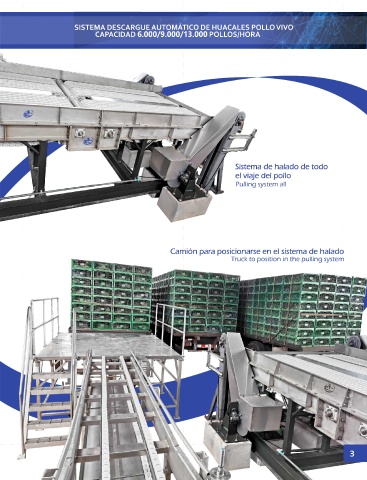 SISTEMA DESCARGUE AUTOMÁTICO DE HUACALES POLLO VIVO
CAPACIDAD 6.000/9.000/13.000 POLLOS/HORA
Sistema de halado de todo
el viaje del pollo
Pulling system all
Camión para posicionarse en el sistema de halado
Truck to position in the pulling system
3